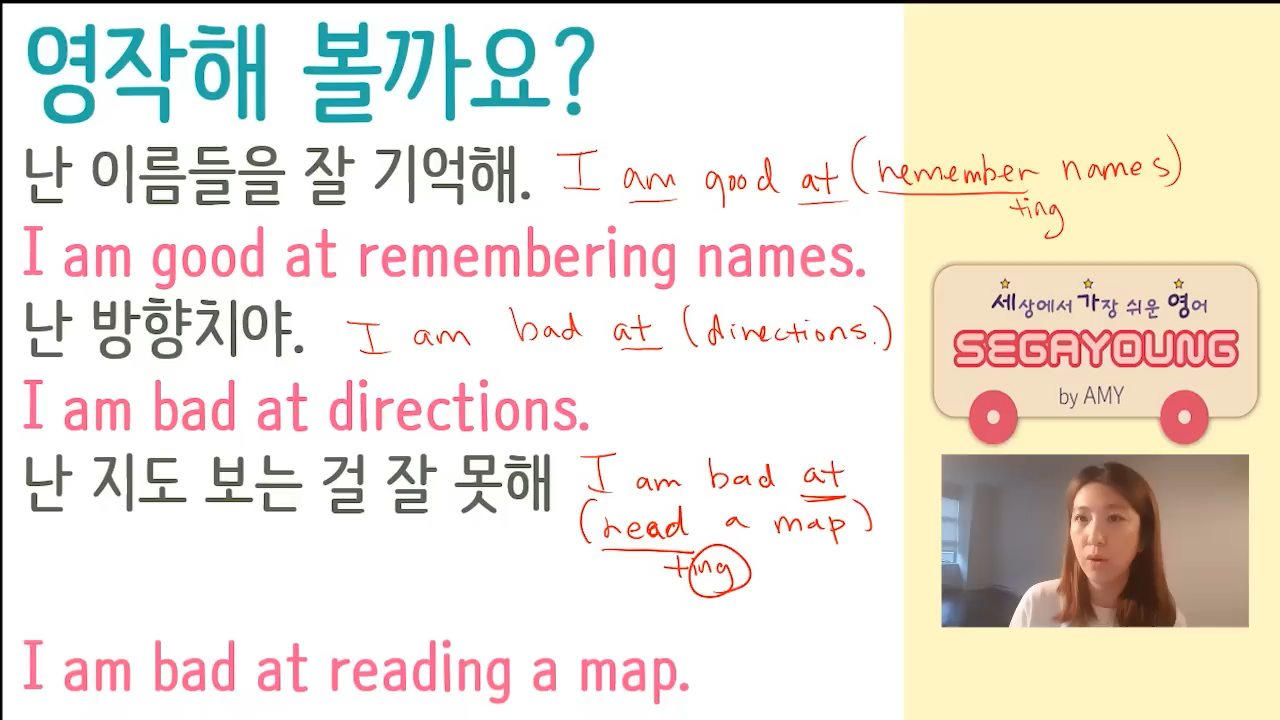 영작해 볼까요?
난 이름들을 잘 기억해. I am good at (remember names)
+ing
I am good at remembering names.
난 방향치야. I am bad at (directions.)
I am bad at directions.
난 지도 보는 걸 잘 못해 I am bad at
(read a map)
+ing
I am bad at reading a map.
세상에서 가장 쉬운 영어
SEGAYOUNG
by AMY